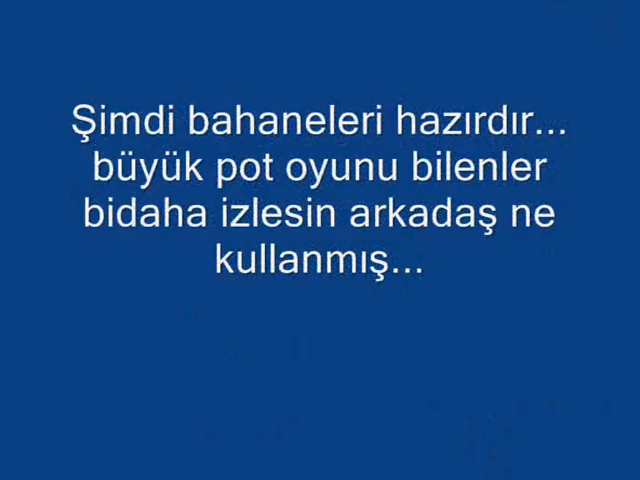 Şimdi bahaneleri hazırdır...
büyük pot oyunu bilenler
bidaha izlesin arkadaş ne
kullanmış...